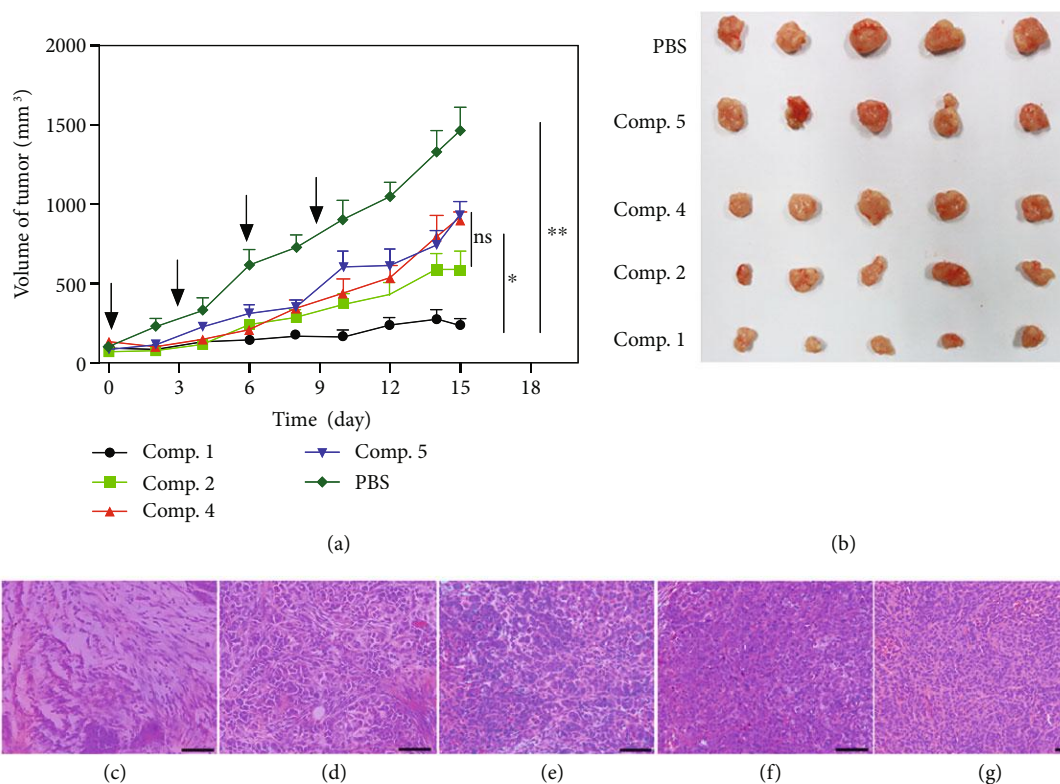 2000
1500
1000
500
0
Volume of tumor (mm³)
ns
*
**
0 3 6 9 12 15 18
Time (day)
Comp. 1
Comp. 2
Comp. 4
Comp. 5
PBS
(a)
PBS
Comp. 5
Comp. 4
Comp. 2
Comp. 1
(b)
(c) (d) (e) (f) (g)